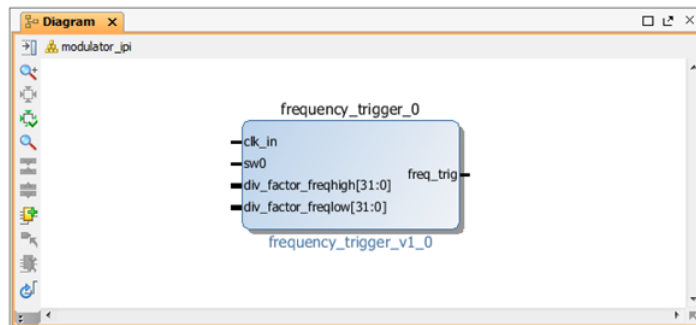 Diagram
modulator_ipi
frequency_trigger_0
clk_in
sw0
freq_trig
div_factor_freqhigh[31:0]
div_factor_freqlow[31:0]
frequency_trigger_v1_0